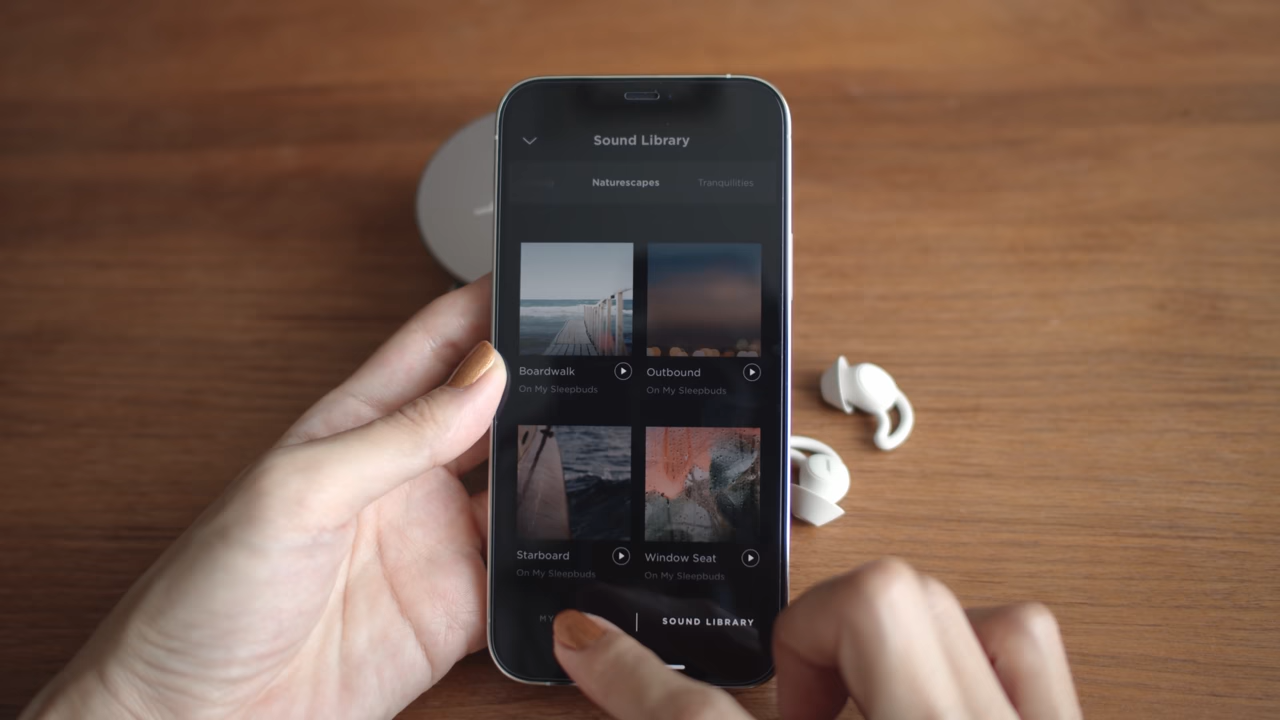 Sound Library
Naturescapes Tranquilities
Boardwalk Outbound
On My Sleepbuds On My Sleepbuds
Starboard Window Seat
On My Sleepbuds On My Sleepbuds
MY SOUND LIBRARY